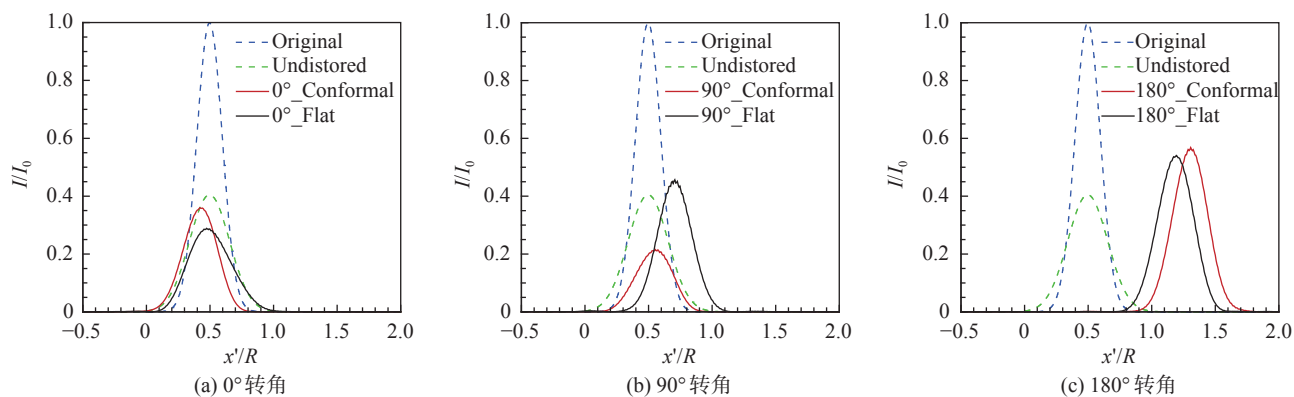 1.0
0.8
0.6
0.4
0.2
0
I/I₀
Original
Undistored
0°_Conformal
0°_Flat
−0.5 0 0.5 1.0 1.5 2.0
x'/R
(a) 0° 转角
1.0
0.8
0.6
0.4
0.2
0
I/I₀
Original
Undistored
90°_Conformal
90°_Flat
−0.5 0 0.5 1.0 1.5 2.0
x'/R
(b) 90° 转角
1.0
0.8
0.6
0.4
0.2
0
I/I₀
Original
Undistored
180°_Conformal
180°_Flat
−0.5 0 0.5 1.0 1.5 2.0
x'/R
(c) 180° 转角